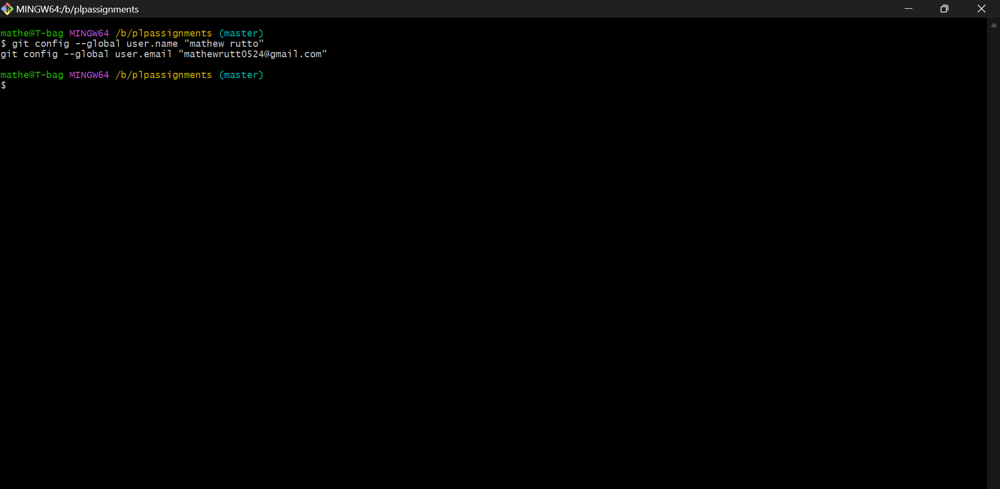 MINGW64:/b/plpassignments
mathe@T-bag MINGW64 /b/plpassignments (master)
$ git config --global user.name "mathew rutto"
git config --global user.email "mathewrutt0524@gmail.com"
mathe@T-bag MINGW64 /b/plpassignments (master)
$